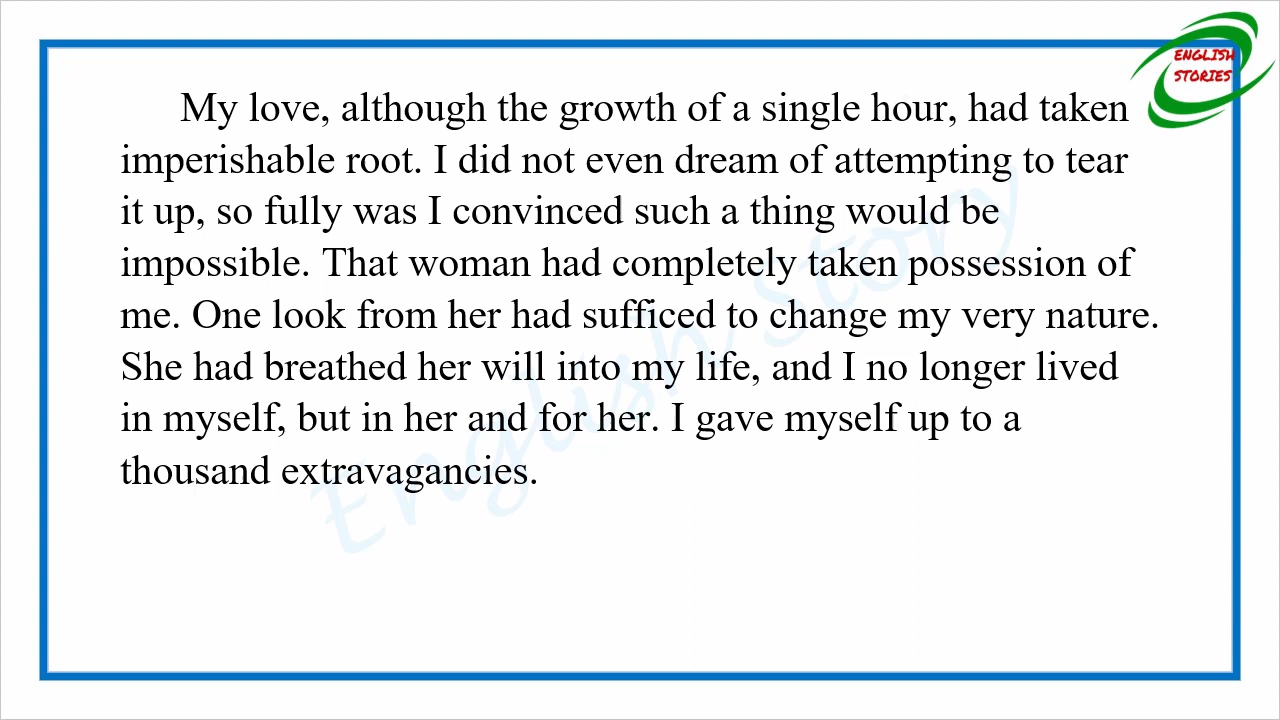 ENGLISH
STORIES
My love, although the growth of a single hour, had taken
imperishable root. I did not even dream of attempting to tear
it up, so fully was I convinced such a thing would be
impossible. That woman had completely taken possession of
me. One look from her had sufficed to change my very nature.
She had breathed her will into my life, and I no longer lived
in myself, but in her and for her. I gave myself up to a
thousand extravagancies.
English Story